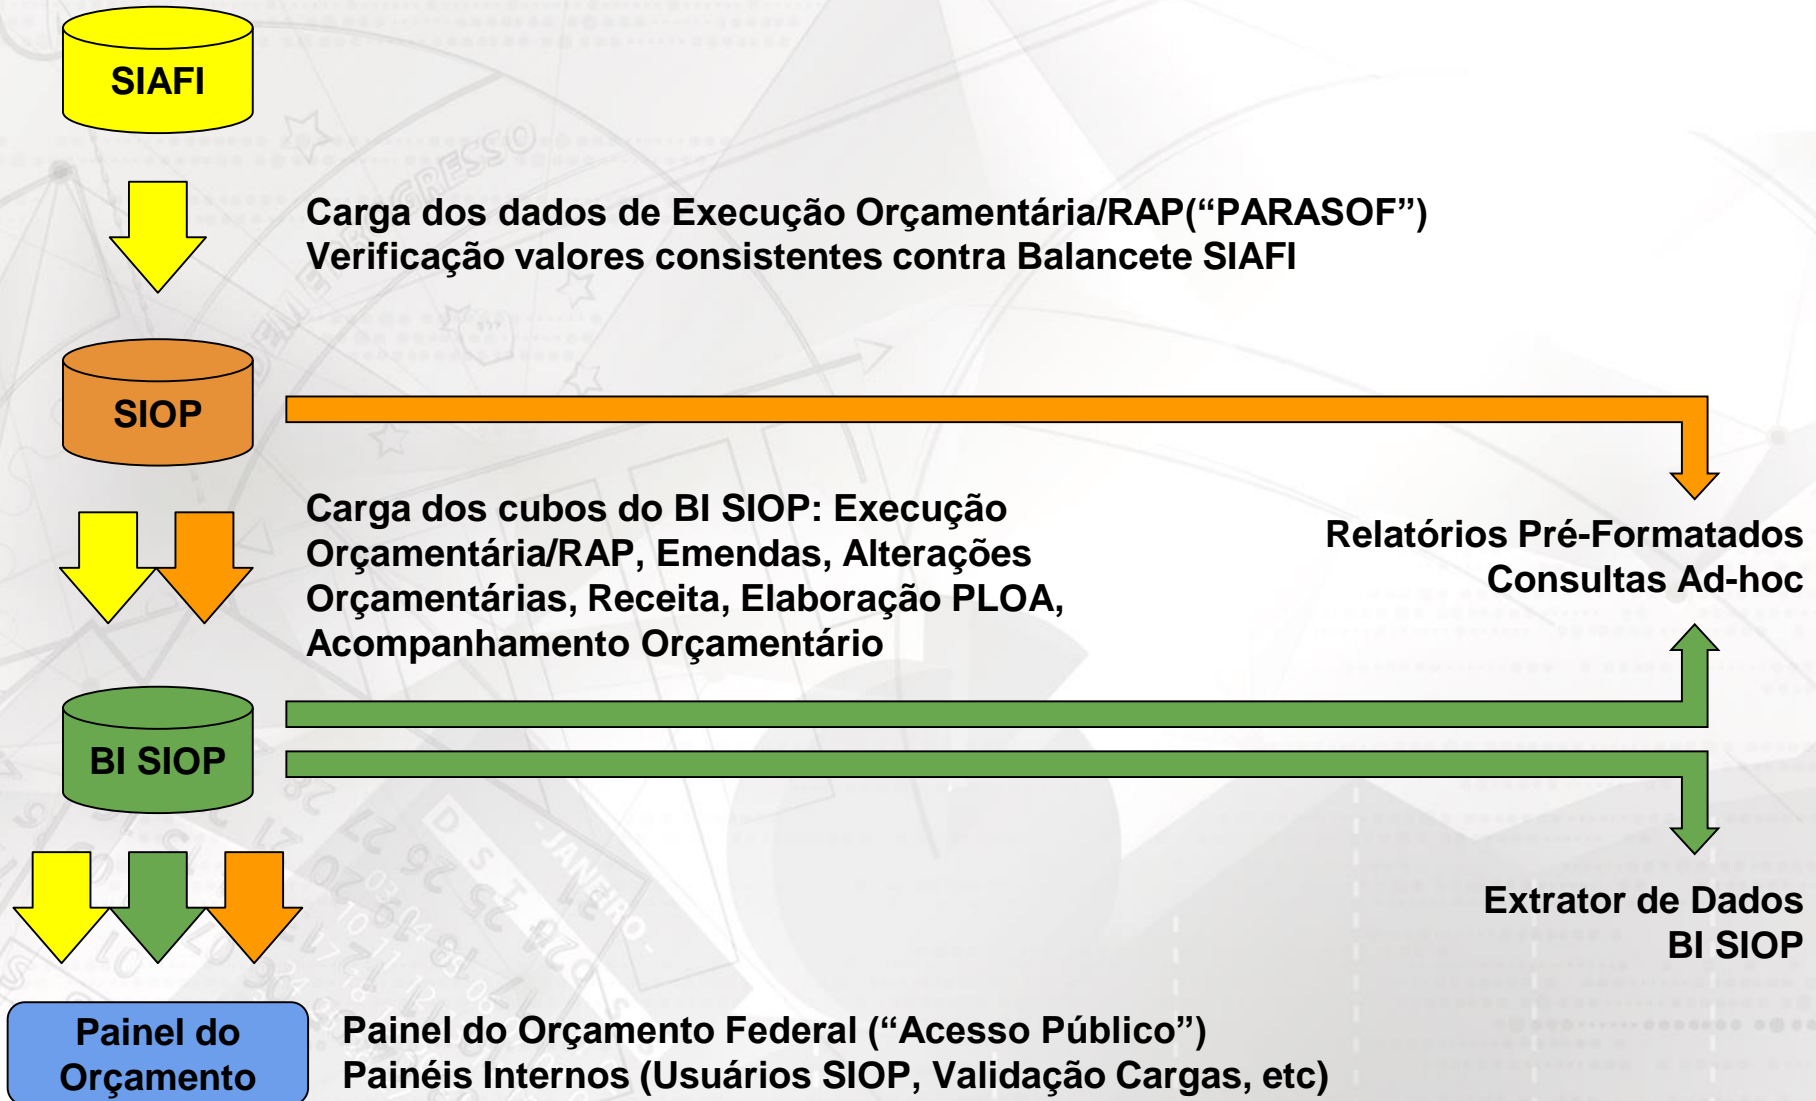 SIAFI
Carga dos dados de Execução Orçamentária/RAP(“PARASOF”)
Verificação valores consistentes contra Balancete SIAFI
SIOP
Carga dos cubos do BI SIOP: Execução
Orçamentária/RAP, Emendas, Alterações
Orçamentárias, Receita, Elaboração PLOA,
Acompanhamento Orçamentário
Relatórios Pré-Formatados
Consultas Ad-hoc
BI SIOP
Extrator de Dados
BI SIOP
Painel do
Orçamento
Painel do Orçamento Federal (“Acesso Público”)
Painéis Internos (Usuários SIOP, Validação Cargas, etc)